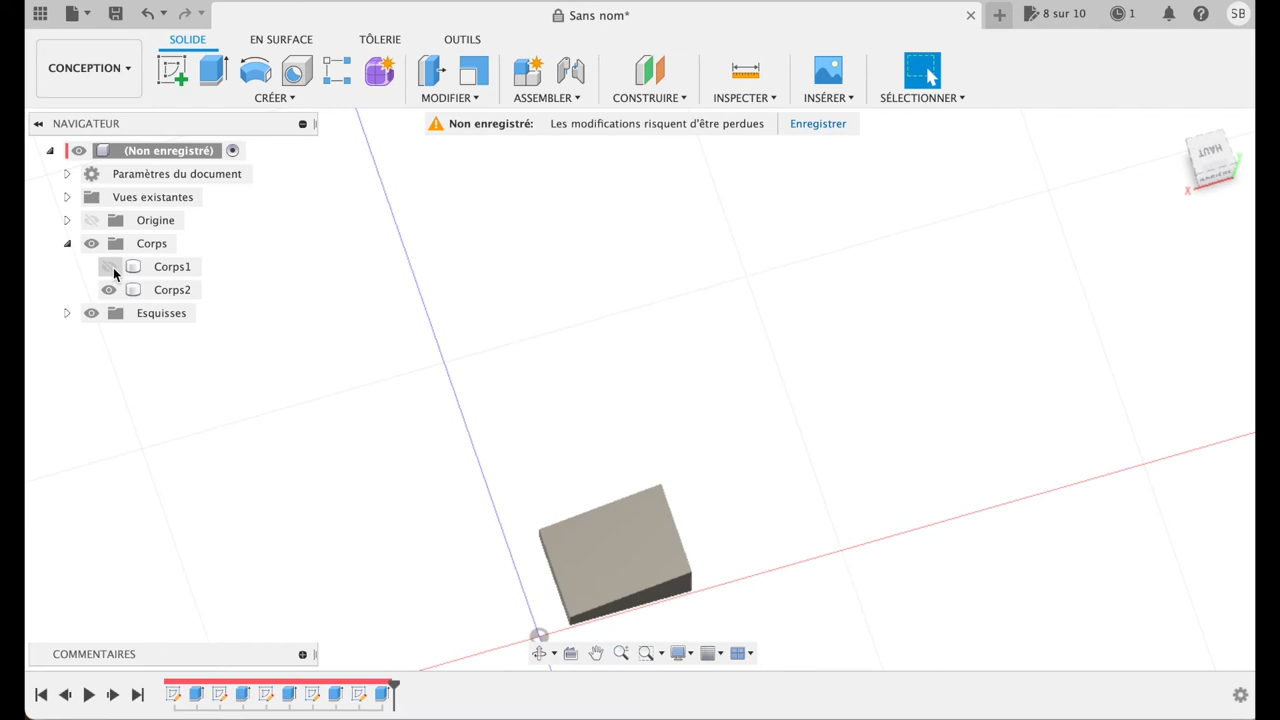 Sans nom*
8 sur 10
1
SB
SOLIDE
EN SURFACE
TÔLERIE
OUTILS
CONCEPTION
CRÉER
MODIFIER
ASSEMBLER
CONSTRUIRE
INSPECTER
INSÉRER
SÉLECTIONNER
NAVIGATEUR
Non enregistré: Les modifications risquent d'être perdues Enregistrer
(Non enregistré)
Paramètres du document
Vues existantes
Origine
Corps
Corps1
Corps2
Esquisses
HAUT
X
COMMENTAIRES